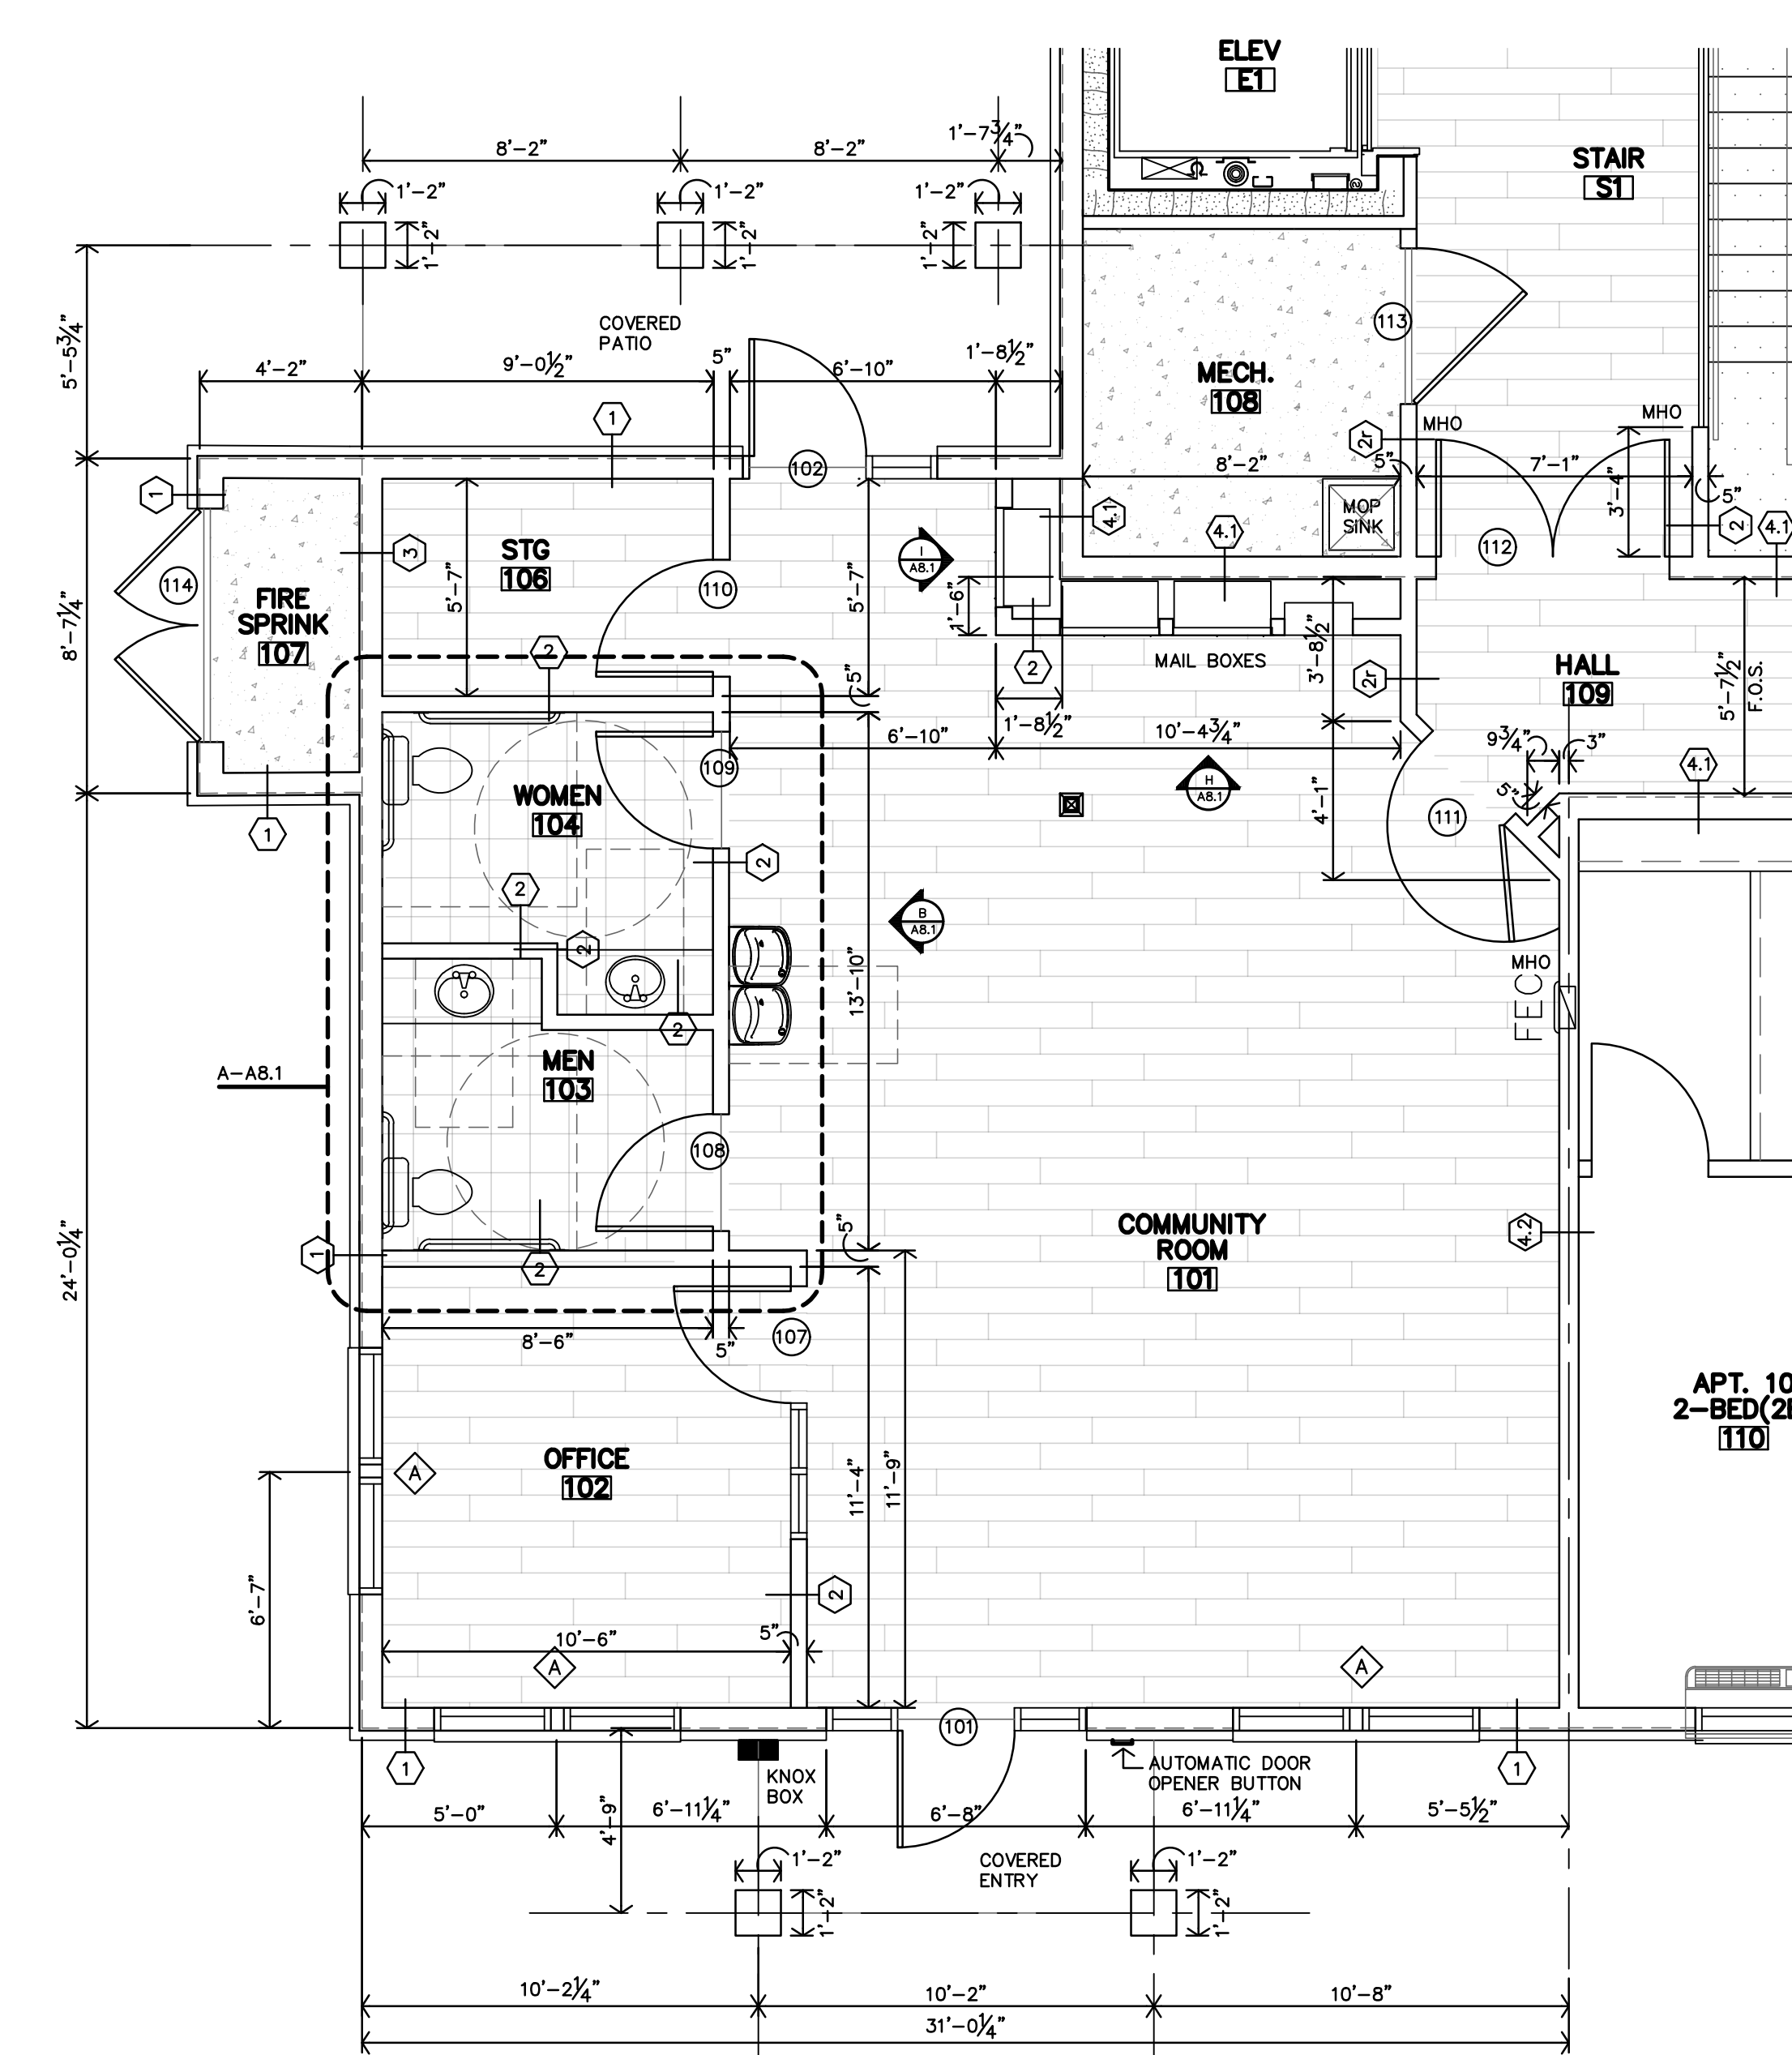 ELEV
E1
STAIR
S1
8'-2"
8'-2"
1'-7¾"
1'-2"
1'-2"
1'-2"
1'-2"
1'-2"
1'-2"
5'-5¾"
COVERED
PATIO
4'-2"
9'-0½"
5"
6'-10"
1'-8½"
113
MECH.
108
1
2r
MHO
MHO
102
8'-2"
5"
7'-1"
3'-4"
5"
1
4.1
4.1
MOP
SINK
112
2
4.1
3
STG
106
I
A8.1
114
FIRE
SPRINK
107
5'-7"
110
5'-7"
1'-6"
8'-7¼"
2
5"
2
MAIL BOXES
3'-8½"
2r
HALL
109
5'-7½"
F.O.S.
1'-8½"
6'-10"
10'-4¾"
9¾"
3"
109
4.1
WOMEN
104
H
A8.1
5"
4'-1"
111
1
2
2
B
A8.1
2
MHO
FEC
13'-10"
2
MEN
103
A-A8.1
108
24'-0¼"
1
2
5"
COMMUNITY
ROOM
101
4.2
8'-6"
5"
107
APT. 10
2-BED(2B
110
A
OFFICE
102
11'-4"
11'-9"
6'-7"
2
10'-6"
5"
A
A
101
1
KNOX
BOX
AUTOMATIC DOOR
OPENER BUTTON
1
5'-0"
4'-9"
6'-11¼"
6'-8"
6'-11¼"
5'-5½"
1'-2"
COVERED
ENTRY
1'-2"
1'-2"
1'-2"
10'-2¼"
10'-2"
10'-8"
31'-0¼"